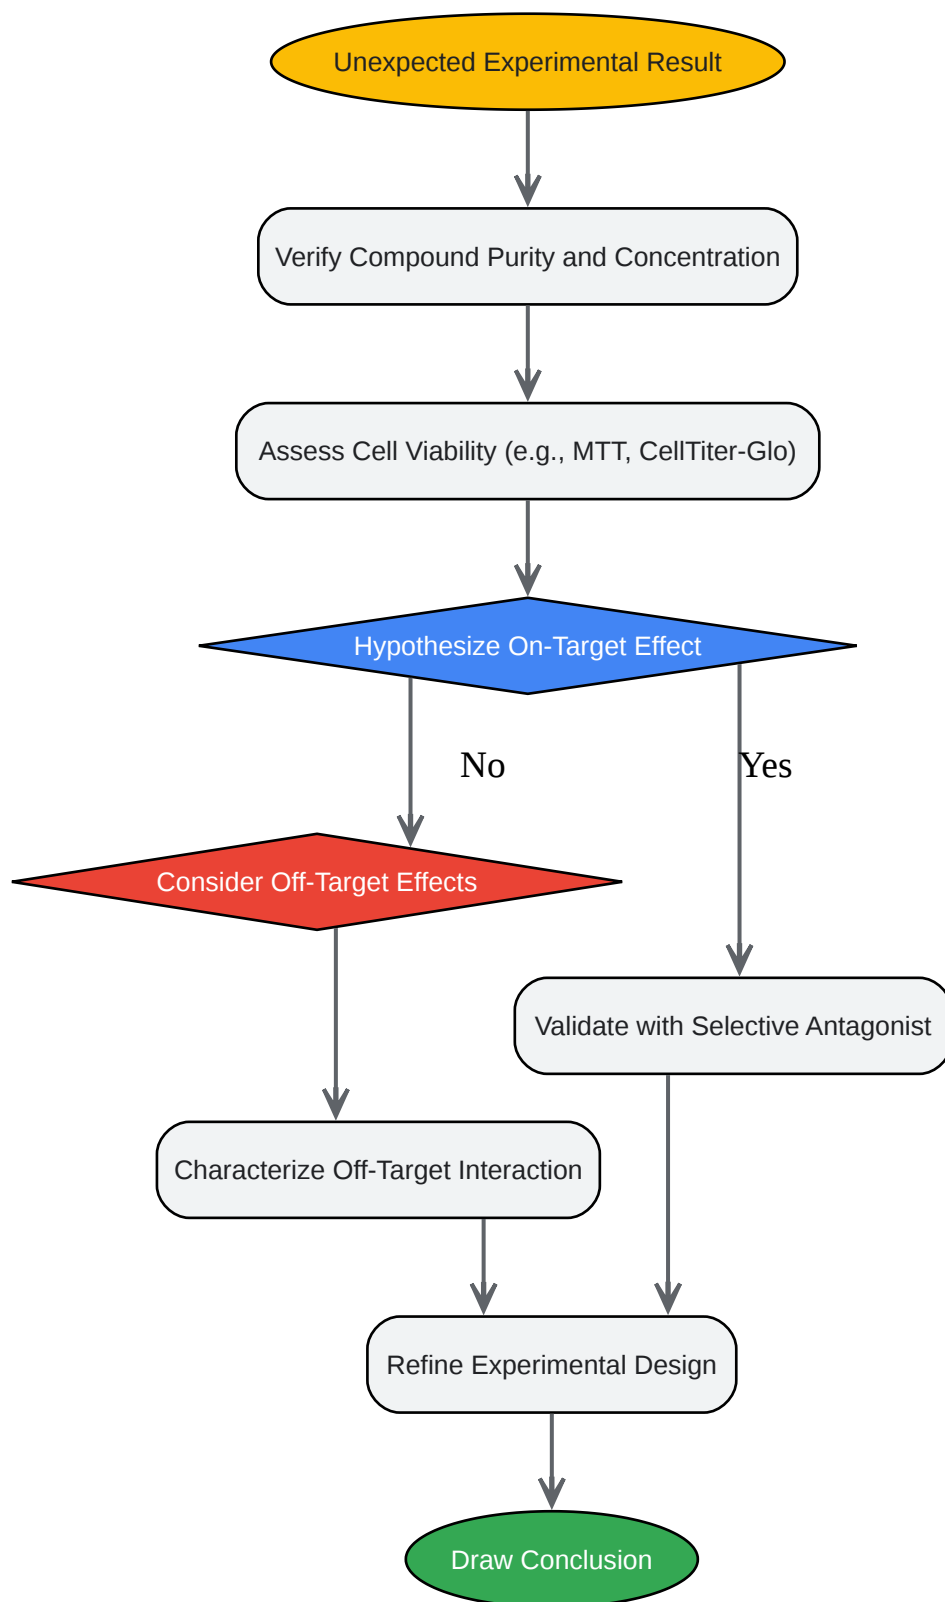 Unexpected Experimental Result
Verify Compound Purity and Concentration
Assess Cell Viability (e.g., MTT, CellTiter-Glo)
Hypothesize On-Target Effect
No
Yes
Consider Off-Target Effects
Validate with Selective Antagonist
Characterize Off-Target Interaction
Refine Experimental Design
Draw Conclusion